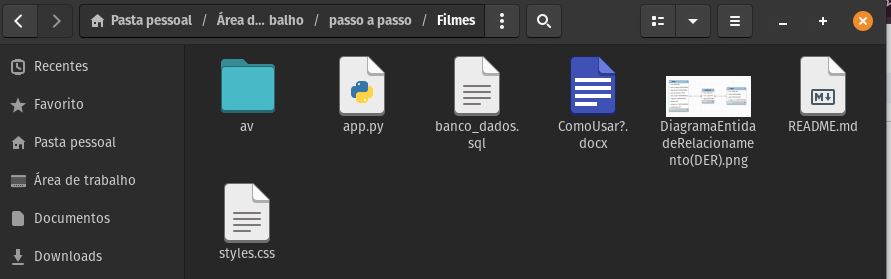 Pasta pessoal / Área d... balho / passo a passo / Filmes
Recentes
Favorito
Pasta pessoal
Área de trabalho
Documentos
Downloads
av
app.py
banco_dados.
sql
ComoUsar?.
docx
DiagramaEntida
deRelacioname
nto(DER).png
README.md
styles.css